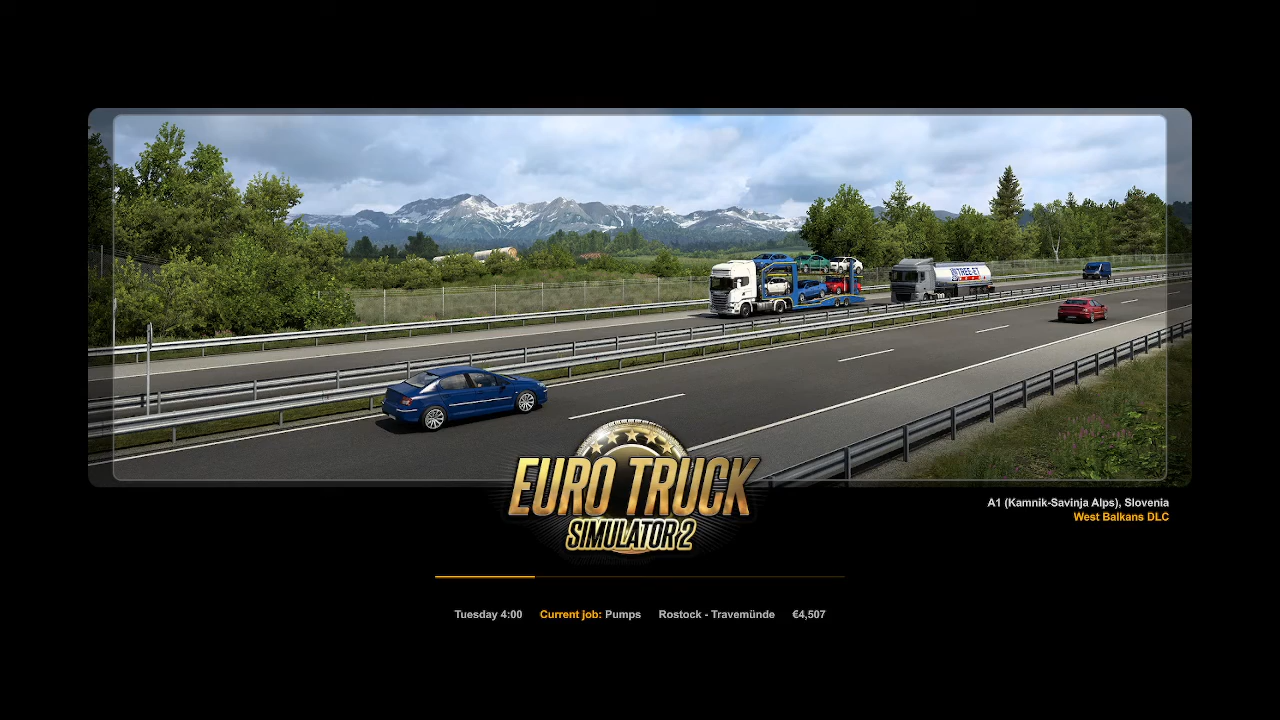 EURO TRUCK
SIMULATOR 2
A1 (Kamnik-Savinja Alps), Slovenia
West Balkans DLC
Tuesday 4:00 Current job: Pumps Rostock - Travemünde €4,507